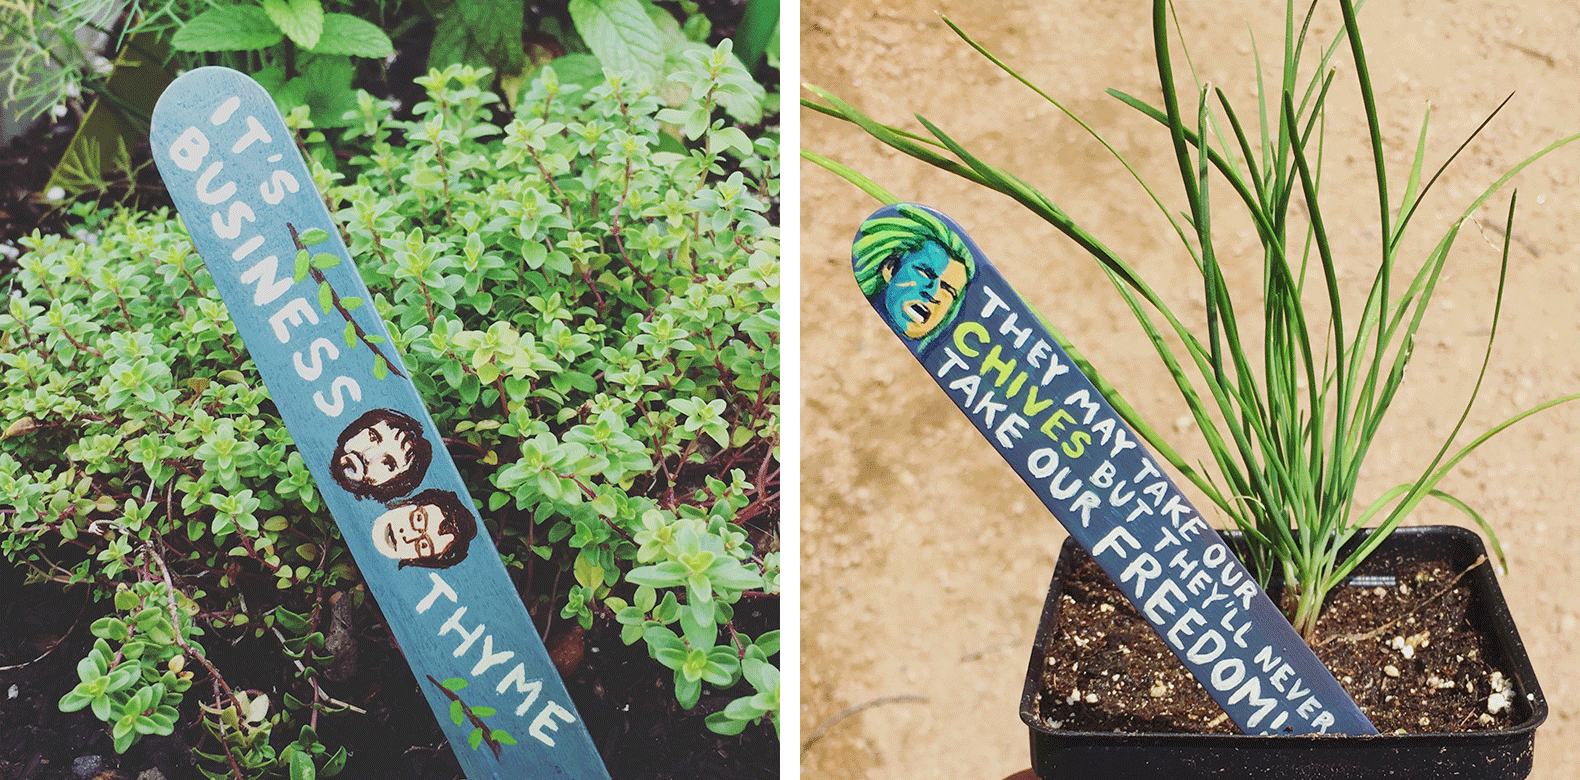 IT'S
BUSINESS
THYME
THEY MAY TAKE OUR
CHIVES BUT THEY'LL NEVER
TAKE OUR FREEDOM!